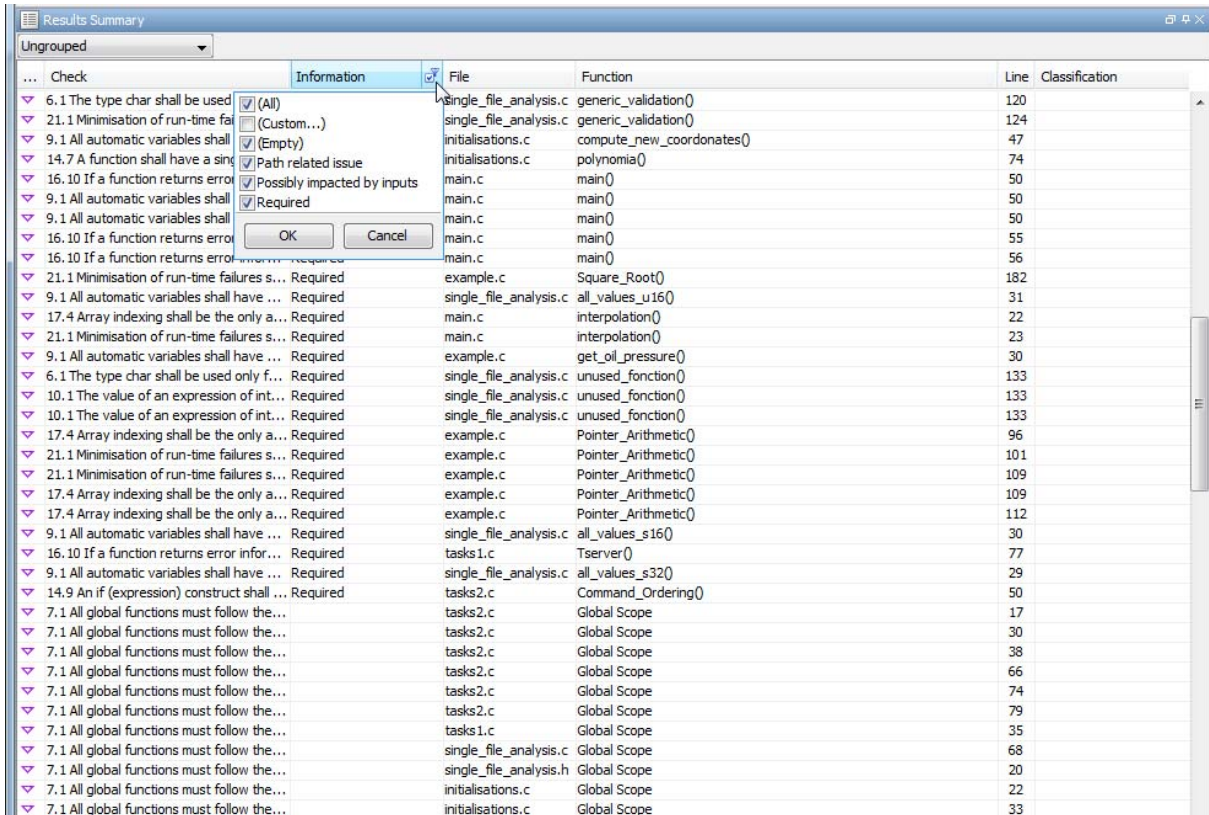 Results Summary
Ungrouped
... Check Information File Function Line Classification
6.1 The type char shall be used single_file_analysis.c generic_validation() 120
21.1 Minimisation of run-time fai single_file_analysis.c generic_validation() 124
9.1 All automatic variables shall initialisations.c compute_new_coordonates() 47
14.7 A function shall have a sing initialisations.c polynomia() 74
16.10 If a function returns error main.c main() 50
9.1 All automatic variables shall main.c main() 50
9.1 All automatic variables shall main.c main() 50
16.10 If a function returns error main.c main() 55
16.10 If a function returns error main.c main() 56
(All)
(Custom...)
(Empty)
Path related issue
Possibly impacted by inputs
Required
OK Cancel
21.1 Minimisation of run-time failures s... Required example.c Square_Root() 182
9.1 All automatic variables shall have ... Required single_file_analysis.c all_values_u16() 31
17.4 Array indexing shall be the only a... Required main.c interpolation() 22
21.1 Minimisation of run-time failures s... Required main.c interpolation() 23
9.1 All automatic variables shall have ... Required example.c get_oil_pressure() 30
6.1 The type char shall be used only f... Required single_file_analysis.c unused_fonction() 133
10.1 The value of an expression of int... Required single_file_analysis.c unused_fonction() 133
10.1 The value of an expression of int... Required single_file_analysis.c unused_fonction() 133
17.4 Array indexing shall be the only a... Required example.c Pointer_Arithmetic() 96
21.1 Minimisation of run-time failures s... Required example.c Pointer_Arithmetic() 101
21.1 Minimisation of run-time failures s... Required example.c Pointer_Arithmetic() 109
17.4 Array indexing shall be the only a... Required example.c Pointer_Arithmetic() 109
17.4 Array indexing shall be the only a... Required example.c Pointer_Arithmetic() 112
9.1 All automatic variables shall have ... Required single_file_analysis.c all_values_s16() 30
16.10 If a function returns error infor... Required tasks1.c Tserver() 77
9.1 All automatic variables shall have ... Required single_file_analysis.c all_values_s32() 29
14.9 An if (expression) construct shall ... Required tasks2.c Command_Ordering() 50
7.1 All global functions must follow the... tasks2.c Global Scope 17
7.1 All global functions must follow the... tasks2.c Global Scope 30
7.1 All global functions must follow the... tasks2.c Global Scope 38
7.1 All global functions must follow the... tasks2.c Global Scope 66
7.1 All global functions must follow the... tasks2.c Global Scope 74
7.1 All global functions must follow the... tasks2.c Global Scope 79
7.1 All global functions must follow the... tasks1.c Global Scope 35
7.1 All global functions must follow the... single_file_analysis.c Global Scope 68
7.1 All global functions must follow the... single_file_analysis.h Global Scope 20
7.1 All global functions must follow the... initialisations.c Global Scope 22
7.1 All global functions must follow the... initialisations.c Global Scope 33